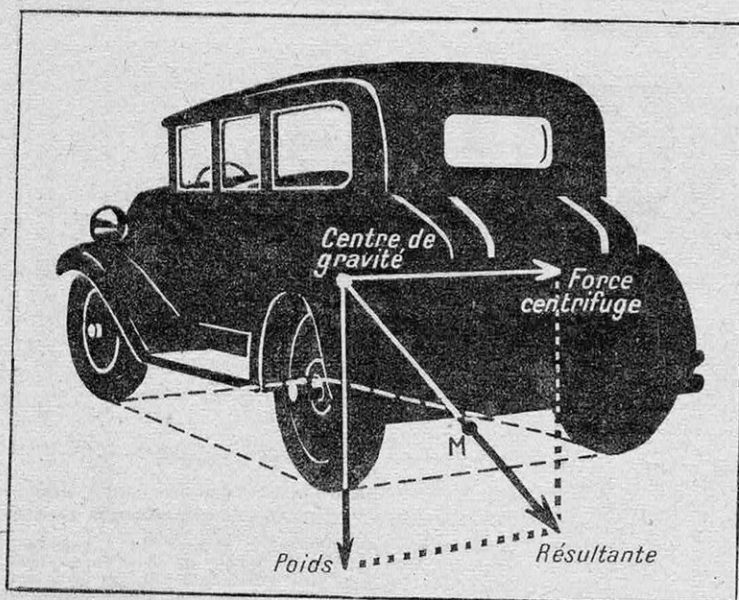 Centre de
gravité
Force
centrifuge
M
Poids
Résultante